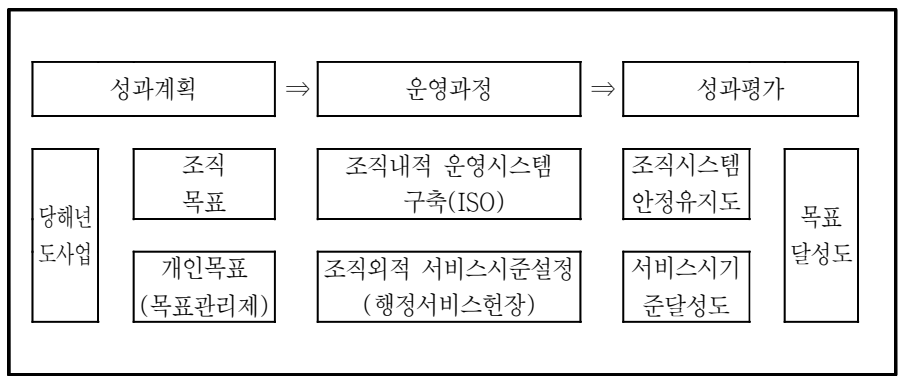 성과계획 ⇒ 운영과정 ⇒ 성과평가
당해년
도사업
조직
목표
조직내적 운영시스템
구축(ISO)
조직시스템
안정유지도
목표
달성도
개인목표
(목표관리제)
조직외적 서비스시준설정
(행정서비스헌장)
서비스시기
준달성도